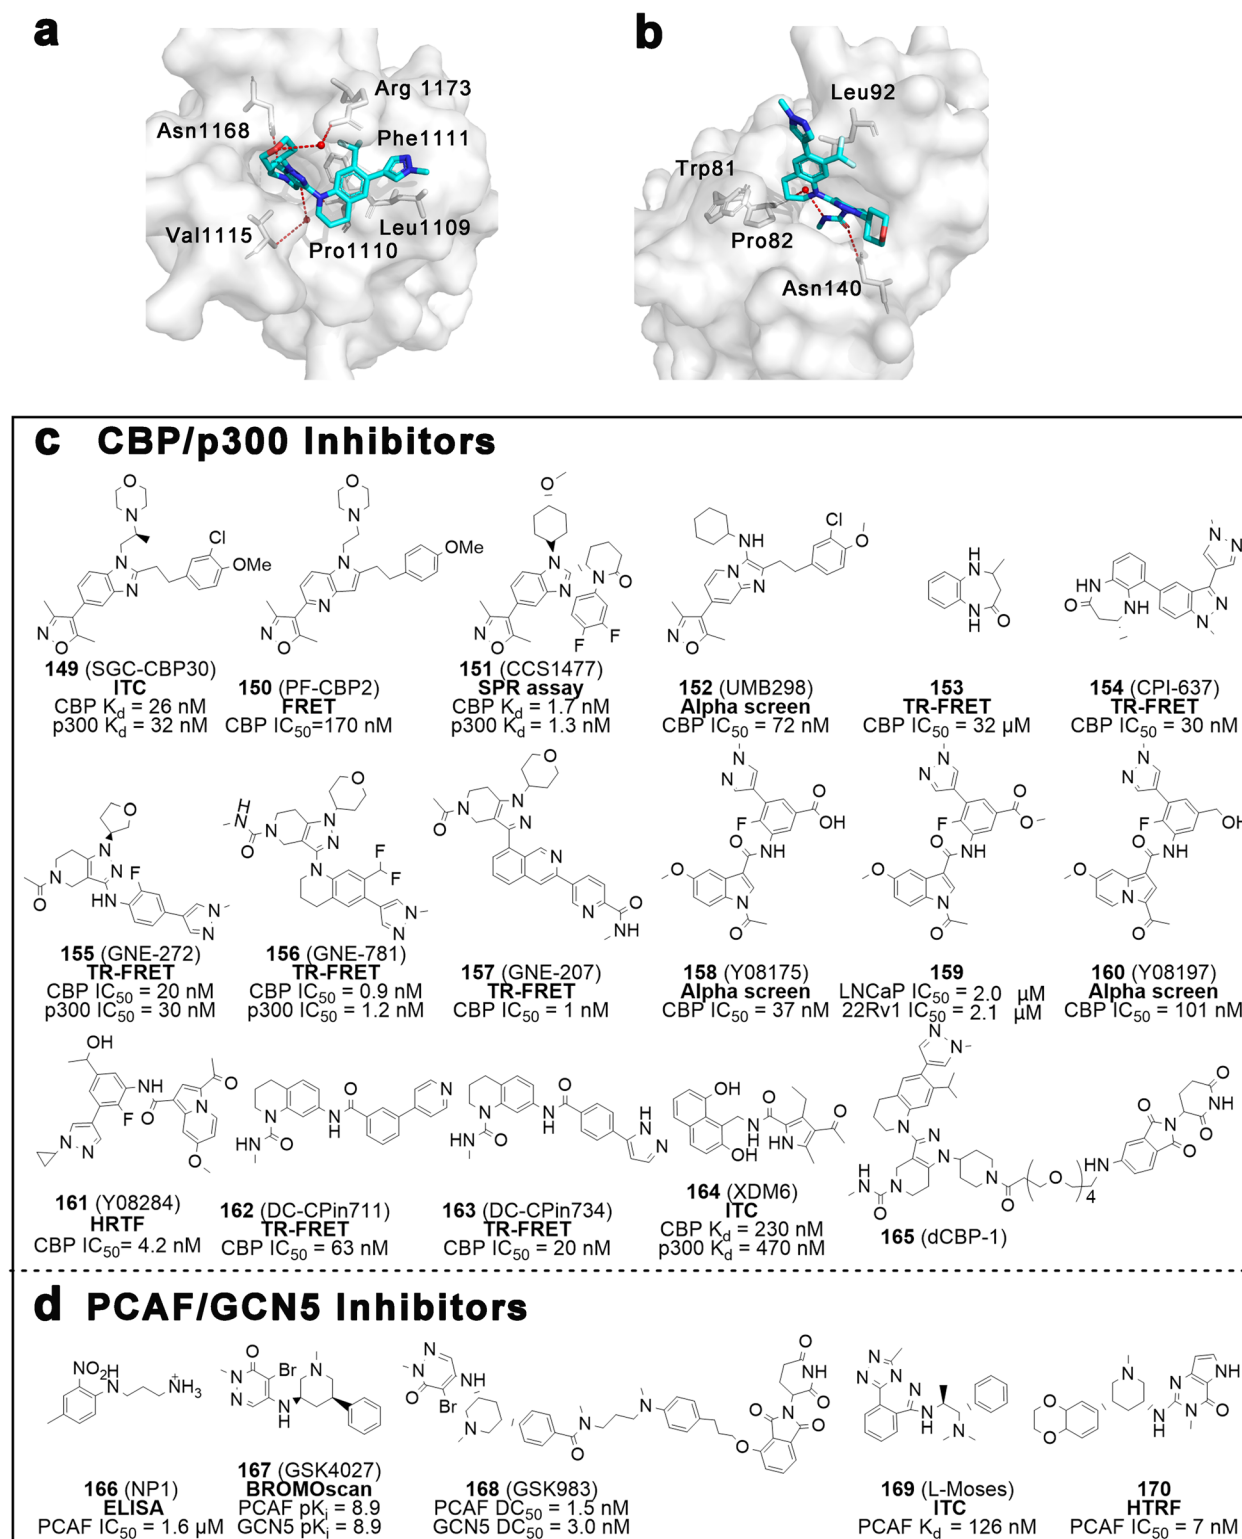 a
Arg 1173
Asn1168
Phe1111
Val1115
Leu1109
Pro1110
b
Leu92
Trp81
Pro82
Asn140
c CBP/p300 Inhibitors
149 (SGC-CBP30)
ITC
CBP Kd = 26 nM
p300 Kd = 32 nM
150 (PF-CBP2)
FRET
CBP IC50=170 nM
151 (CCS1477)
SPR assay
CBP Kd = 1.7 nM
p300 Kd = 1.3 nM
152 (UMB298)
Alpha screen
CBP IC50 = 72 nM
153
TR-FRET
CBP IC50 = 32 µM
154 (CPI-637)
TR-FRET
CBP IC50 = 30 nM
155 (GNE-272)
TR-FRET
CBP IC50 = 20 nM
p300 IC50 = 30 nM
156 (GNE-781)
TR-FRET
CBP IC50 = 0.9 nM
p300 IC50 = 1.2 nM
157 (GNE-207)
TR-FRET
CBP IC50 = 1 nM
158 (Y08175)
Alpha screen
CBP IC50 = 37 nM
159
LNCaP IC50 = 2.0 µM
22Rv1 IC50 = 2.1 µM
160 (Y08197)
Alpha screen
CBP IC50 = 101 nM
161 (Y08284)
HRTF
CBP IC50= 4.2 nM
162 (DC-CPin711)
TR-FRET
CBP IC50 = 63 nM
163 (DC-CPin734)
TR-FRET
CBP IC50 = 20 nM
164 (XDM6)
ITC
CBP Kd = 230 nM
p300 Kd = 470 nM
165 (dCBP-1)
d PCAF/GCN5 Inhibitors
166 (NP1)
ELISA
PCAF IC50 = 1.6 µM
167 (GSK4027)
BROMOscan
PCAF pKi = 8.9
GCN5 pKi = 8.9
168 (GSK983)
PCAF DC50 = 1.5 nM
GCN5 DC50 = 3.0 nM
169 (L-Moses)
ITC
PCAF Kd = 126 nM
170
HTRF
PCAF IC50 = 7 nM